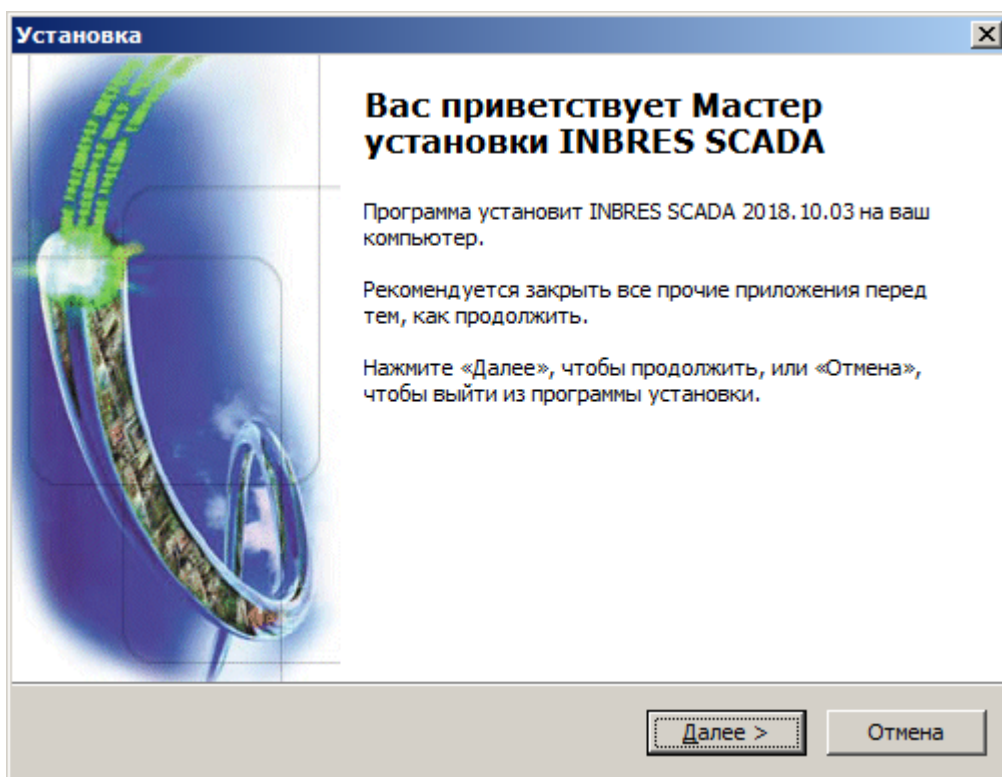 Установка
Вас приветствует Мастер
установки INBRES SCADA
Программа установит INBRES SCADA 2018.10.03 на ваш
компьютер.
Рекомендуется закрыть все прочие приложения перед
тем, как продолжить.
Нажмите «Далее», чтобы продолжить, или «Отмена»,
чтобы выйти из программы установки.
Далее >
Отмена